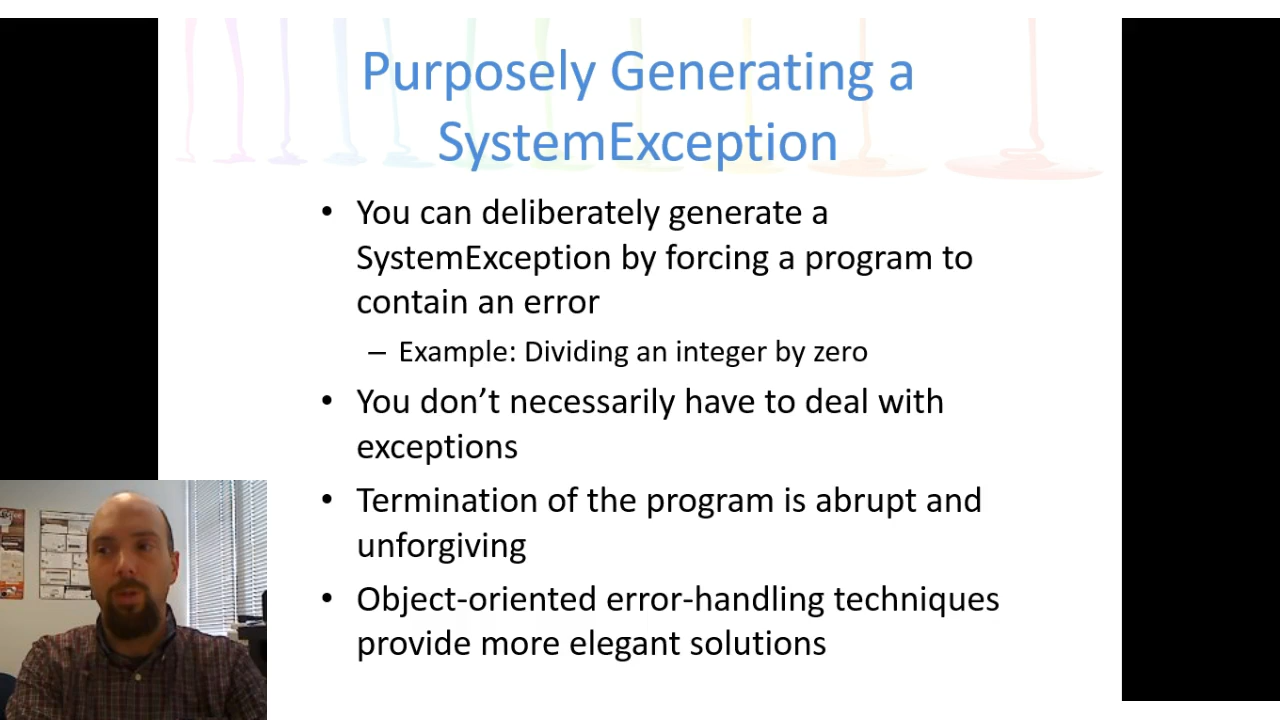 Purposely Generating a
SystemException
• You can deliberately generate a
SystemException by forcing a program to
contain an error
– Example: Dividing an integer by zero
• You don’t necessarily have to deal with
exceptions
• Termination of the program is abrupt and
unforgiving
• Object-oriented error-handling techniques
provide more elegant solutions